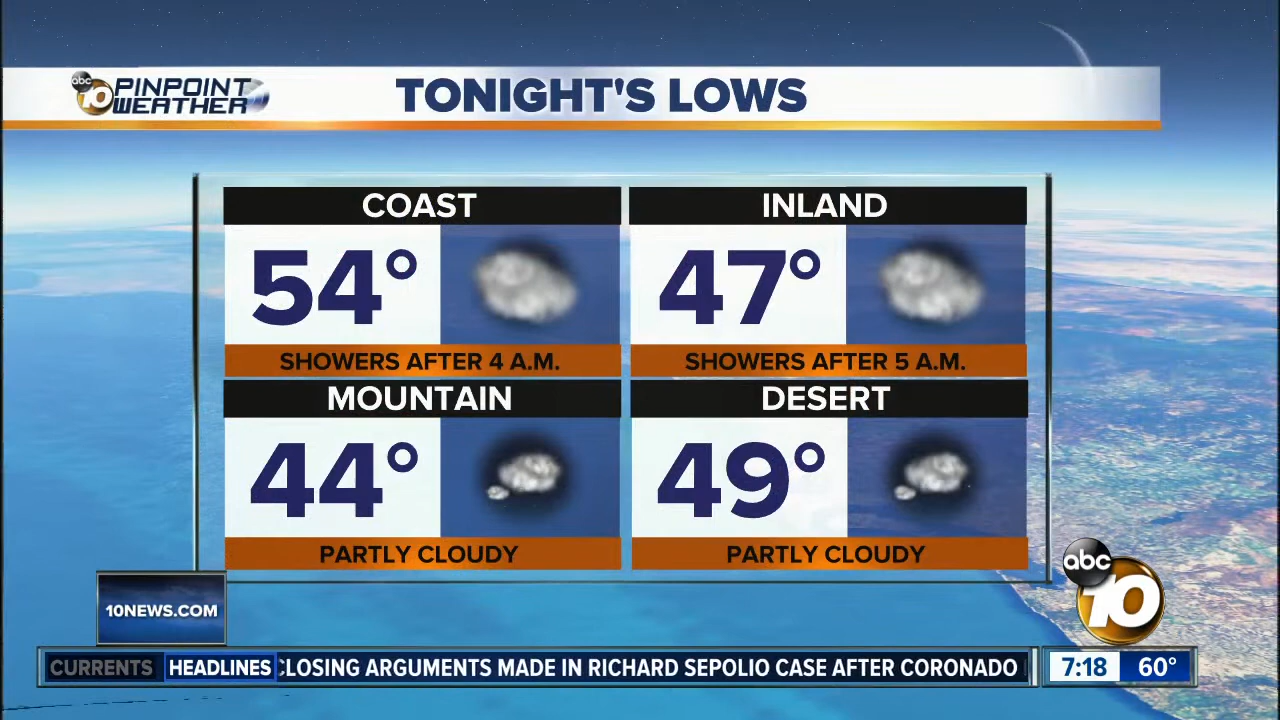 abc 10 PINPOINT WEATHER
TONIGHT'S LOWS
COAST
54°
SHOWERS AFTER 4 A.M.
INLAND
47°
SHOWERS AFTER 5 A.M.
MOUNTAIN
44°
PARTLY CLOUDY
DESERT
49°
PARTLY CLOUDY
10NEWS.COM
abc 10
CURRENTS HEADLINES CLOSING ARGUMENTS MADE IN RICHARD SEPOLIO CASE AFTER CORONADO
7:18 60°